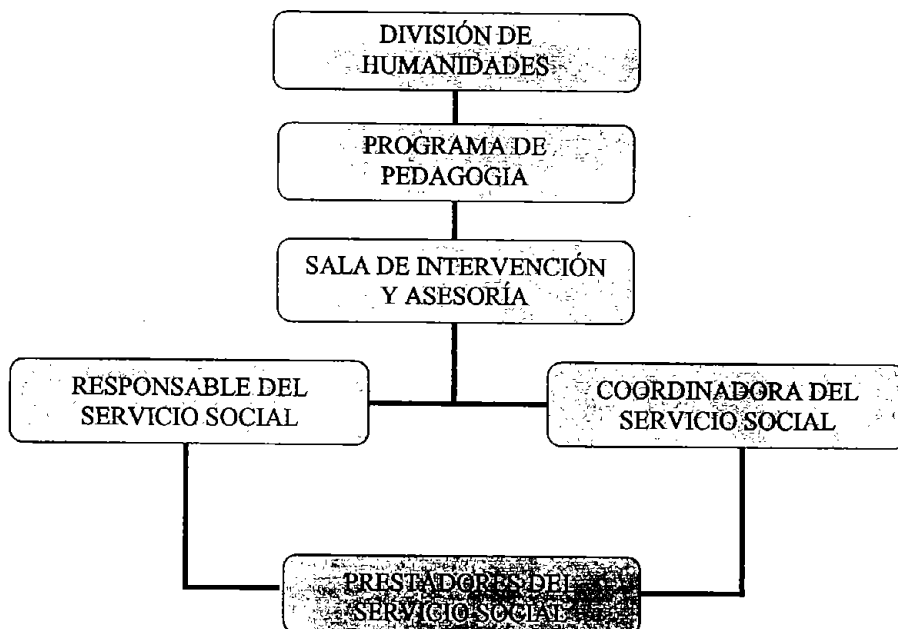 DIVISIÓN DE
HUMANIDADES
PROGRAMA DE
PEDAGOGIA
SALA DE INTERVENCIÓN
Y ASESORÍA
RESPONSABLE DEL
SERVICIO SOCIAL
COORDINADORA DEL
SERVICIO SOCIAL
PRESTADORES DEL
SERVICIO SOCIAL